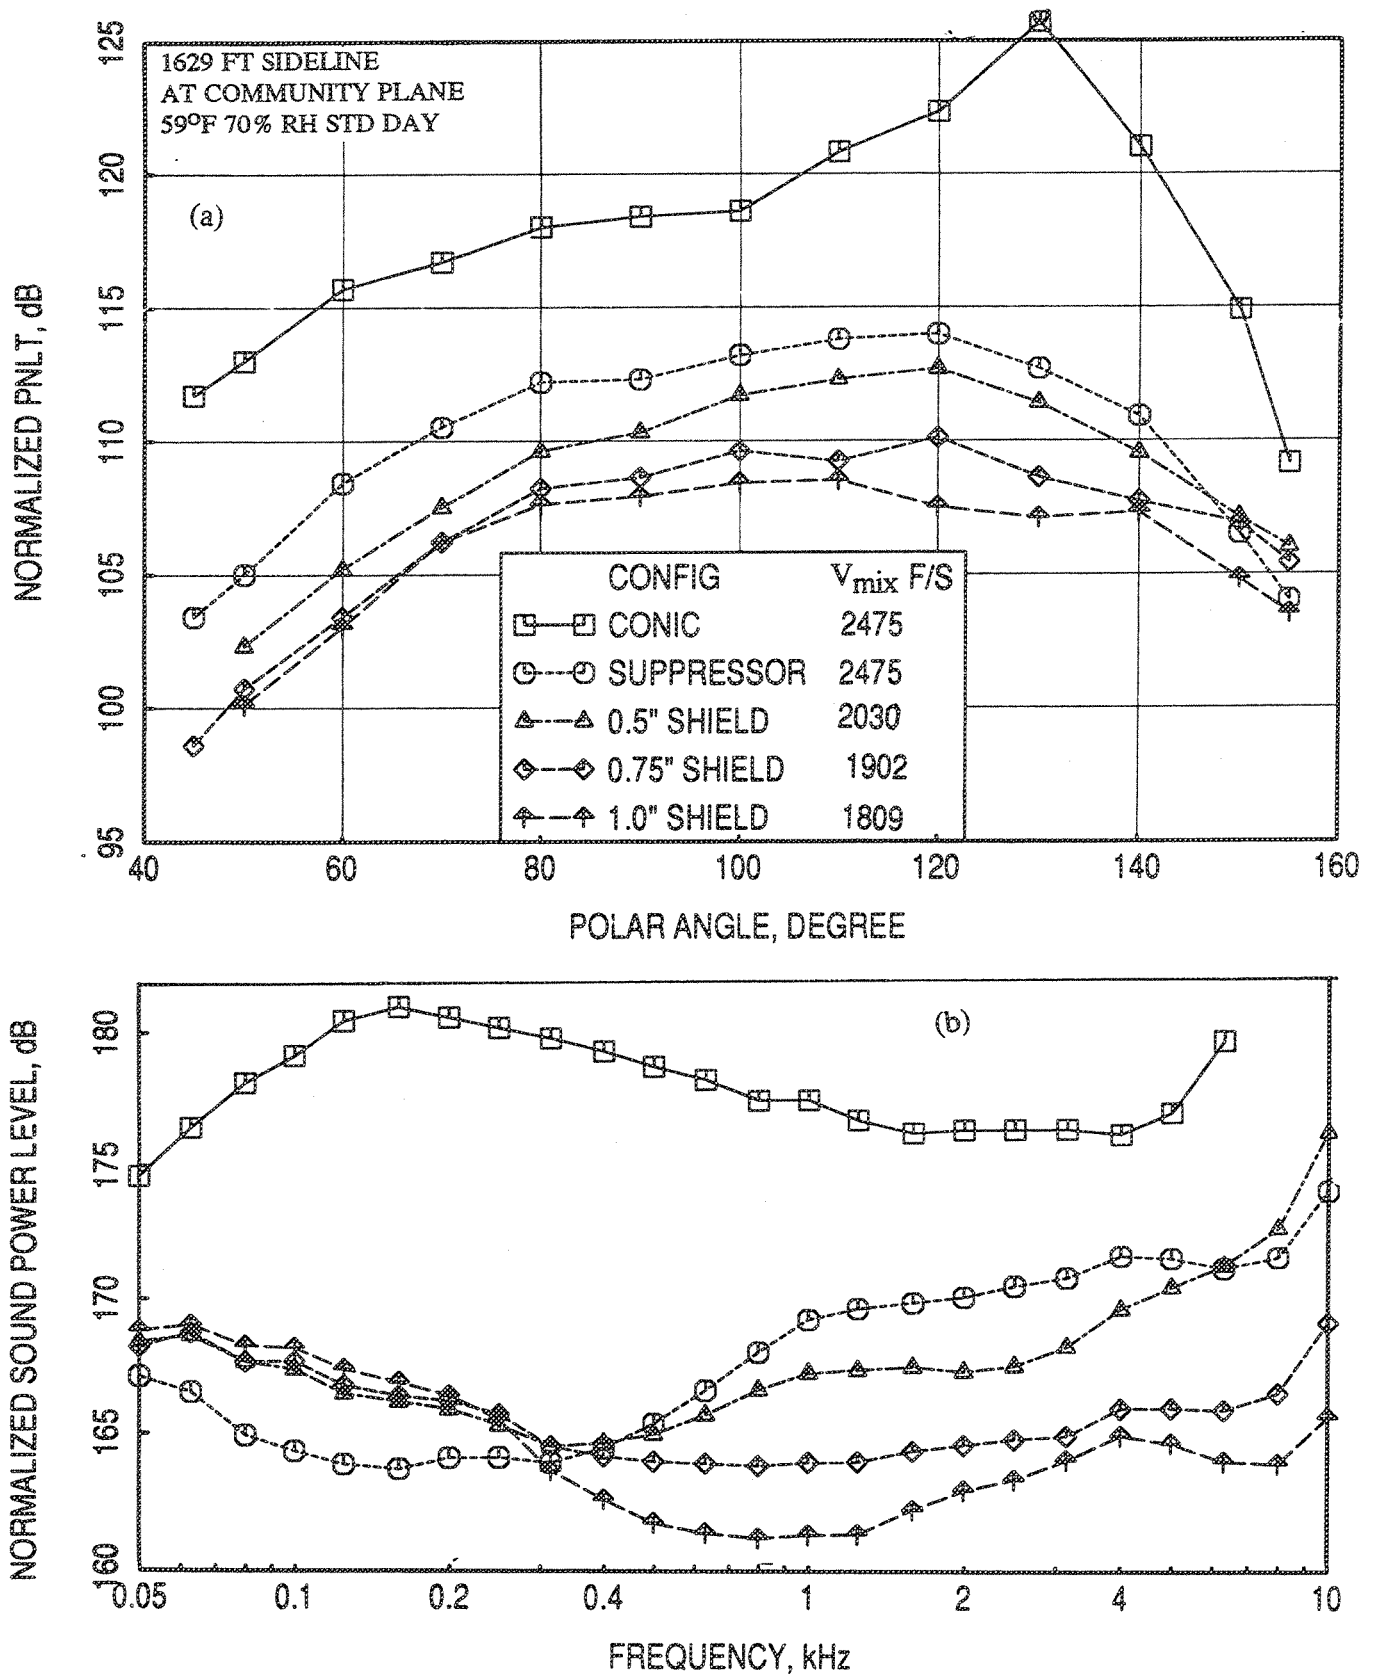 1629 FT SIDELINE
AT COMMUNITY PLANE
59°F 70% RH STD DAY
(a)
NORMALIZED PNLT, dB
125
120
115
110
105
100
95
CONFIG Vmix F/S
CONIC 2475
SUPPRESSOR 2475
0.5" SHIELD 2030
0.75" SHIELD 1902
1.0" SHIELD 1809
40 60 80 100 120 140 160
POLAR ANGLE, DEGREE
(b)
NORMALIZED SOUND POWER LEVEL, dB
180
175
170
165
160
0.05 0.1 0.2 0.4 1 2 4 10
FREQUENCY, kHz